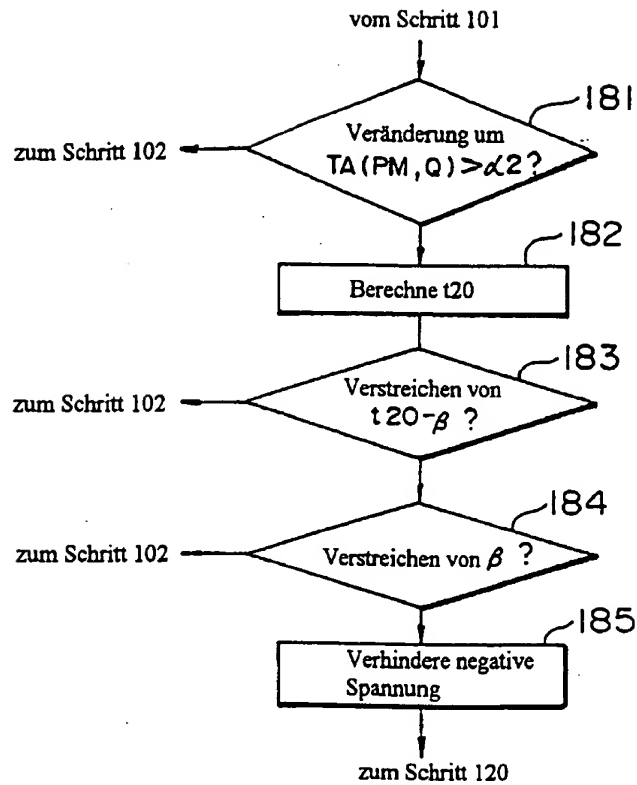 vom Schritt 101
181
Veränderung um
TA(PM,Q)>α2?
zum Schritt 102
182
Berechne t20
183
Verstreichen von
t20-β ?
zum Schritt 102
184
Verstreichen von β ?
zum Schritt 102
185
Verhindere negative
Spannung
zum Schritt 120